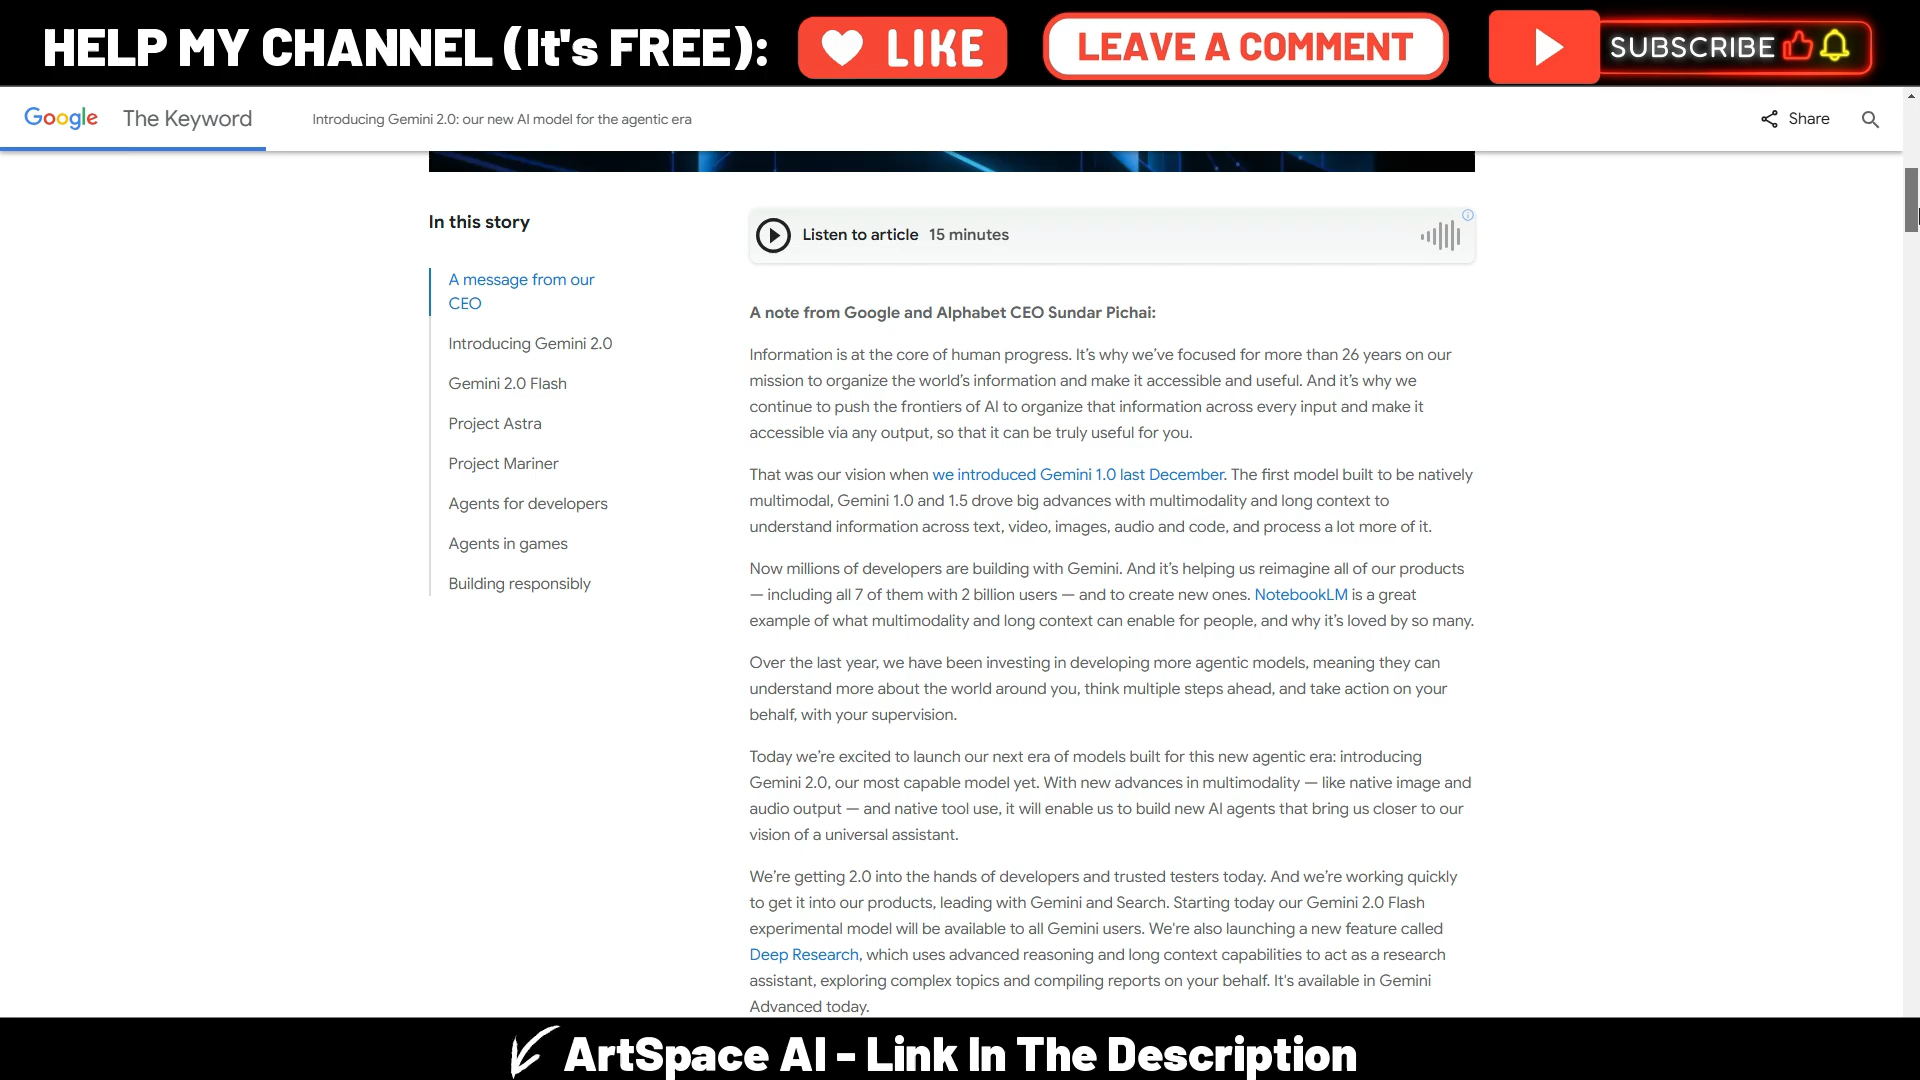 HELP MY CHANNEL (It's FREE):
LIKE
LEAVE A COMMENT
SUBSCRIBE
Google The Keyword
Introducing Gemini 2.0: our new AI model for the agentic era
Share
In this story
A message from our
CEO
Introducing Gemini 2.0
Gemini 2.0 Flash
Project Astra
Project Mariner
Agents for developers
Agents in games
Building responsibly
Listen to article 15 minutes
A note from Google and Alphabet CEO Sundar Pichai:
Information is at the core of human progress. It’s why we’ve focused for more than 26 years on our
mission to organize the world’s information and make it accessible and useful. And it’s why we
continue to push the frontiers of AI to organize that information across every input and make it
accessible via any output, so that it can be truly useful for you.
That was our vision when we introduced Gemini 1.0 last December. The first model built to be natively
multimodal, Gemini 1.0 and 1.5 drove big advances with multimodality and long context to
understand information across text, video, images, audio and code, and process a lot more of it.
Now millions of developers are building with Gemini. And it’s helping us reimagine all of our products
— including all 7 of them with 2 billion users — and to create new ones. NotebookLM is a great
example of what multimodality and long context can enable for people, and why it’s loved by so many.
Over the last year, we have been investing in developing more agentic models, meaning they can
understand more about the world around you, think multiple steps ahead, and take action on your
behalf, with your supervision.
Today we’re excited to launch our next era of models built for this new agentic era: introducing
Gemini 2.0, our most capable model yet. With new advances in multimodality — like native image and
audio output — and native tool use, it will enable us to build new AI agents that bring us closer to our
vision of a universal assistant.
We’re getting 2.0 into the hands of developers and trusted testers today. And we’re working quickly
to get it into our products, leading with Gemini and Search. Starting today our Gemini 2.0 Flash
experimental model will be available to all Gemini users. We're also launching a new feature called
Deep Research, which uses advanced reasoning and long context capabilities to act as a research
assistant, exploring complex topics and compiling reports on your behalf. It's available in Gemini
Advanced today.
ArtSpace AI - Link In The Description